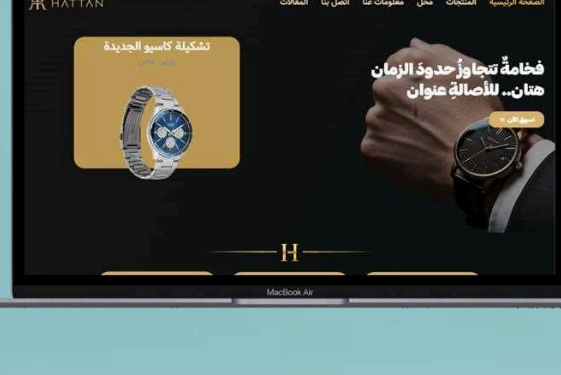 HATTAN
الصفحة الرئيسية المنتجات محل معلومات عنا اتصل بنا المقالات
تشكيلة كاسيو الجديدة
فخامةٌ تتجاوزُ حدودَ الزمان
هتان.. للأصالةِ عنوان
تسوق الآن
H
MacBook Air